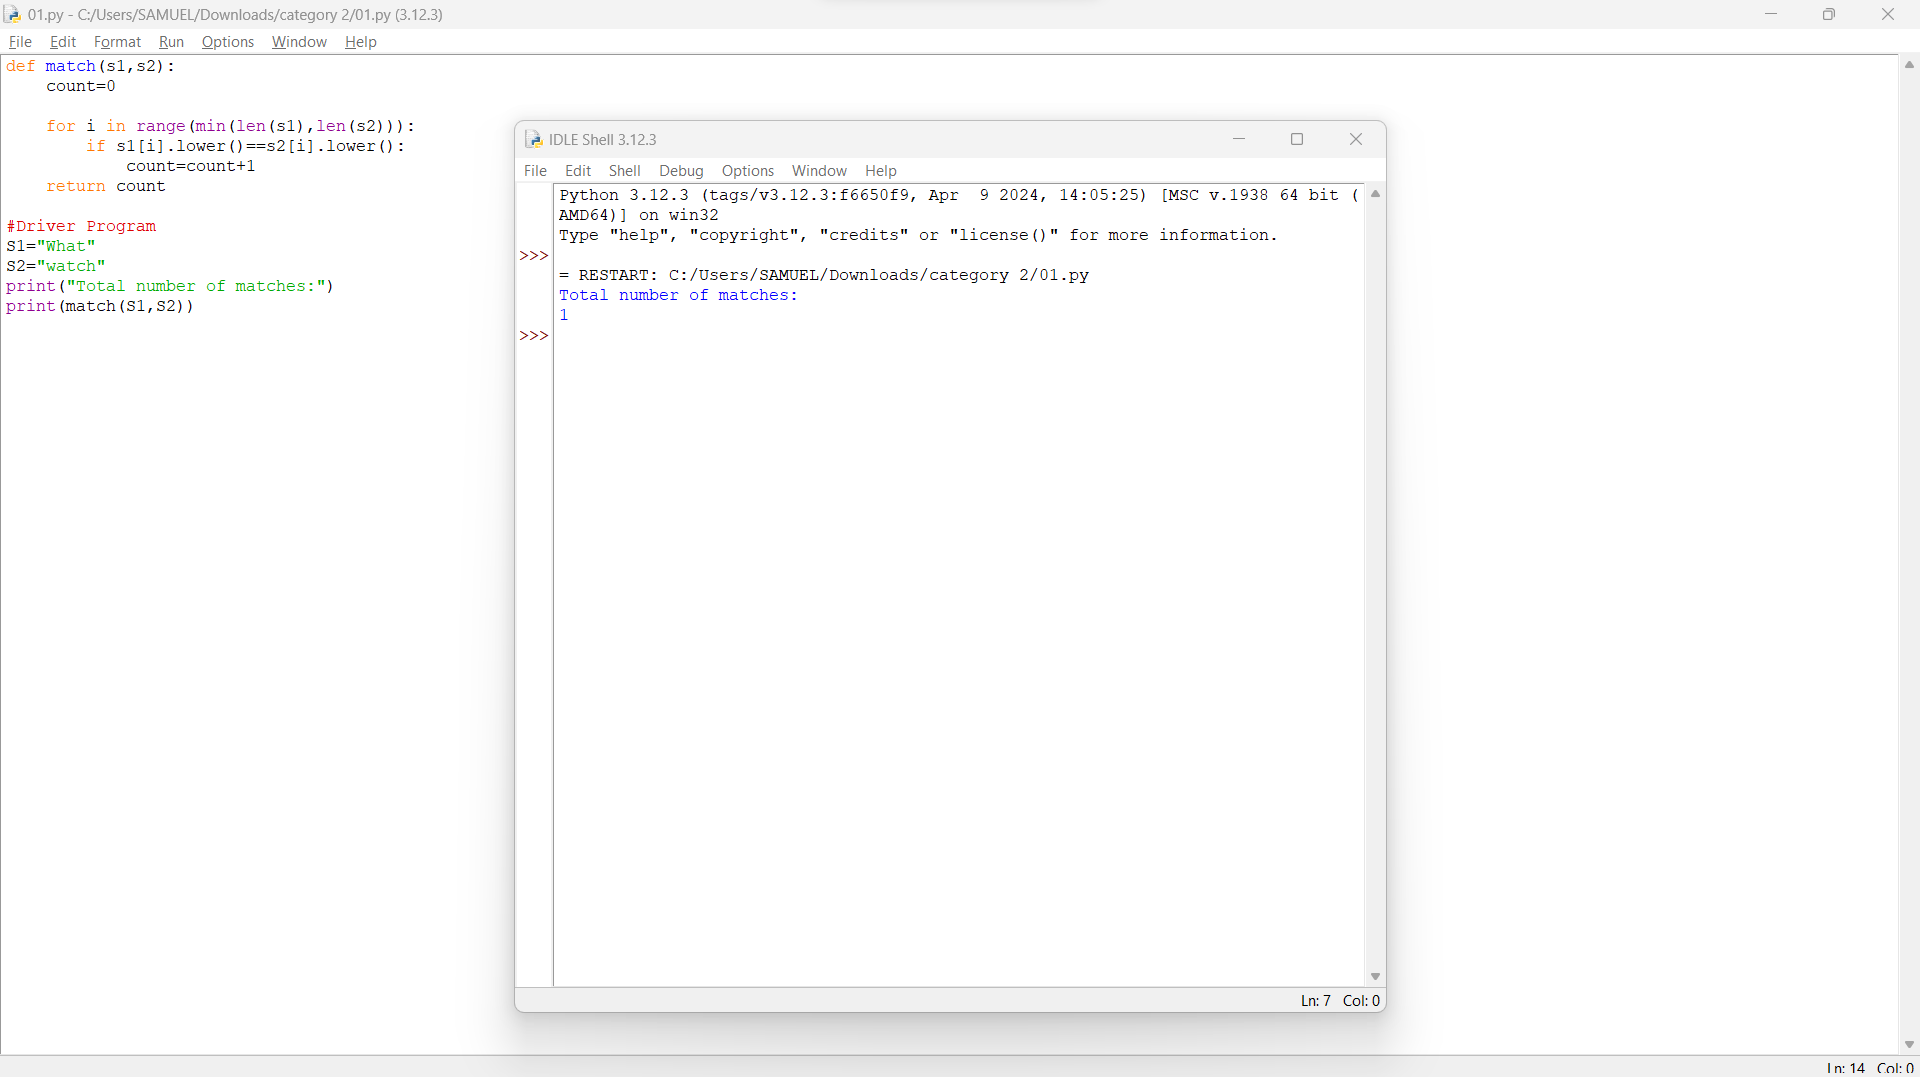 01.py - C:/Users/SAMUEL/Downloads/category 2/01.py (3.12.3)
File Edit Format Run Options Window Help
def match(s1,s2):
    count=0

    for i in range(min(len(s1),len(s2))):
        if s1[i].lower()==s2[i].lower():
            count=count+1
    return count

#Driver Program
S1="What"
S2="watch"
print("Total number of matches:")
print(match(S1,S2))
IDLE Shell 3.12.3
File Edit Shell Debug Options Window Help
Python 3.12.3 (tags/v3.12.3:f6650f9, Apr  9 2024, 14:05:25) [MSC v.1938 64 bit (
AMD64)] on win32
Type "help", "copyright", "credits" or "license()" for more information.
>>>
= RESTART: C:/Users/SAMUEL/Downloads/category 2/01.py
Total number of matches:
1
>>>
Ln: 7 Col: 0
Ln: 14 Col: 0